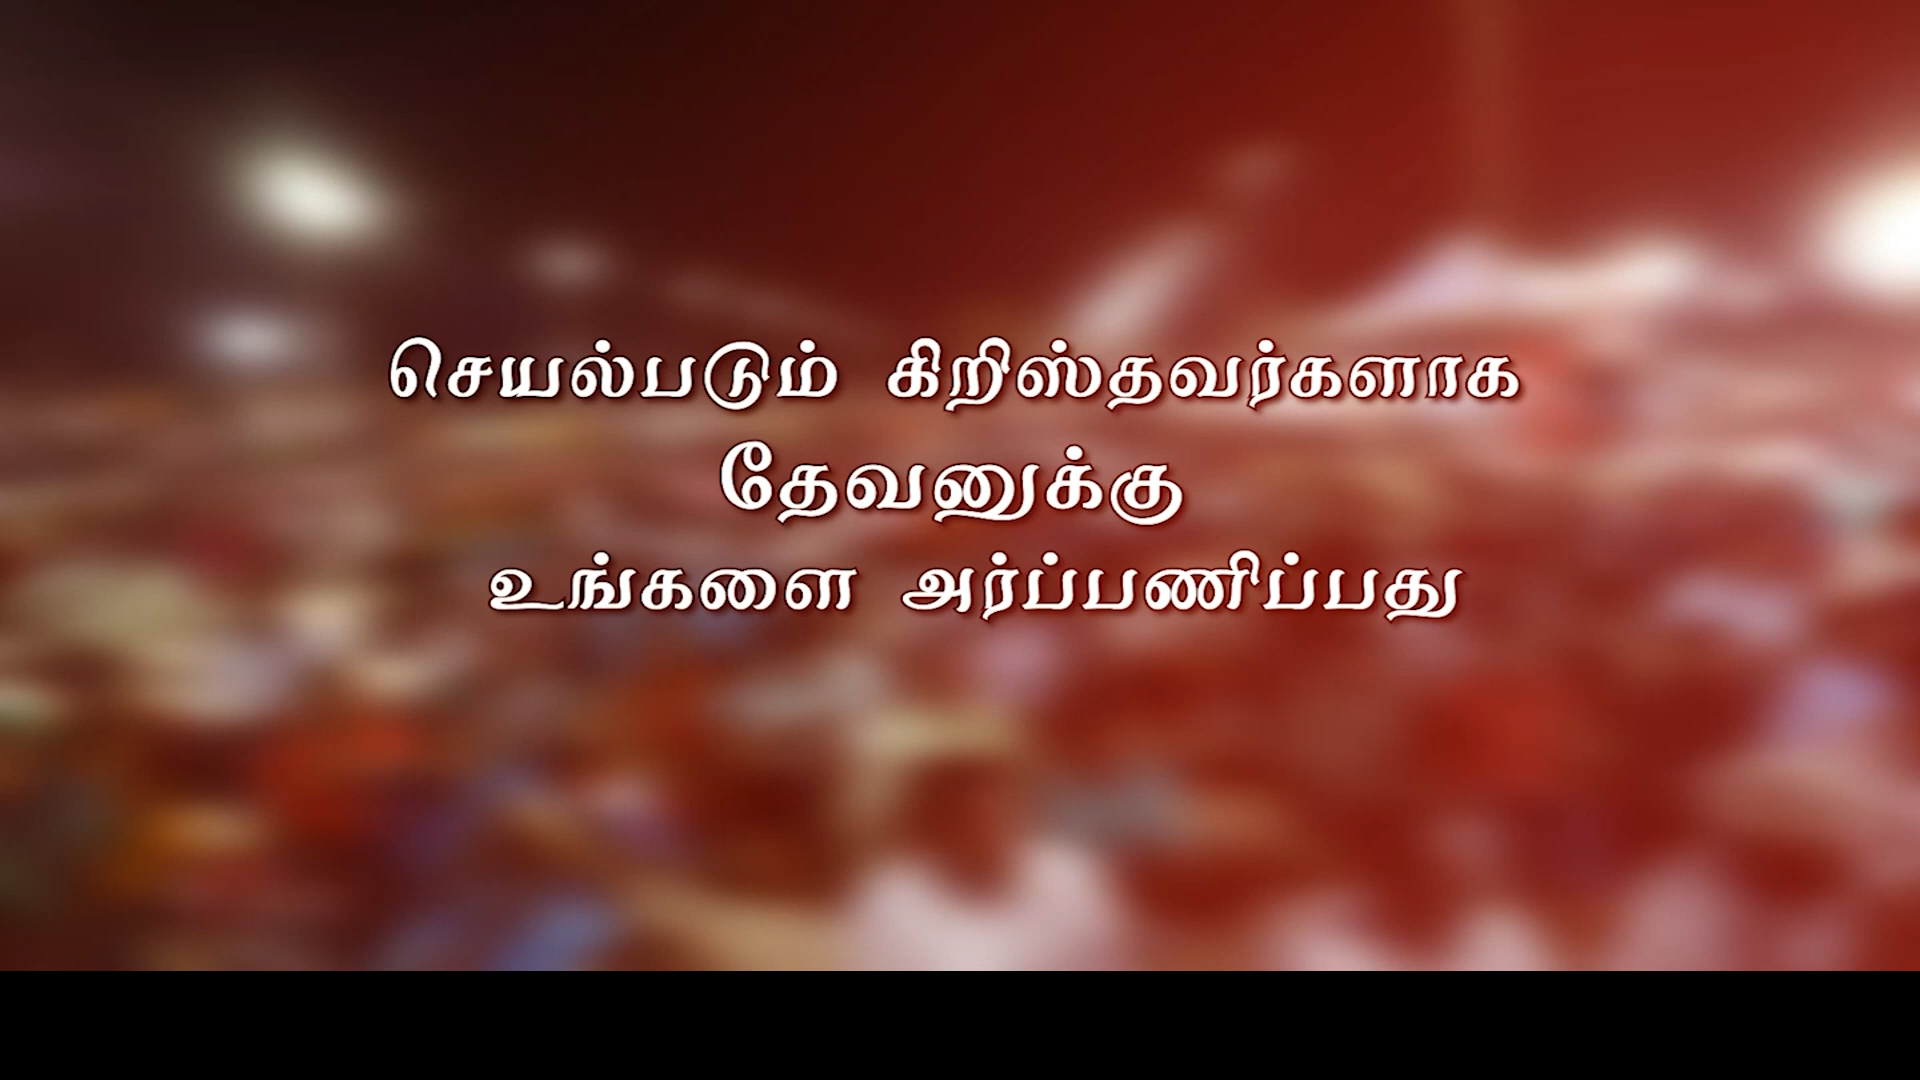 செயல்படும் கிறிஸ்தவர்களாக
தேவனுக்கு
உங்களை அர்ப்பணிப்பது